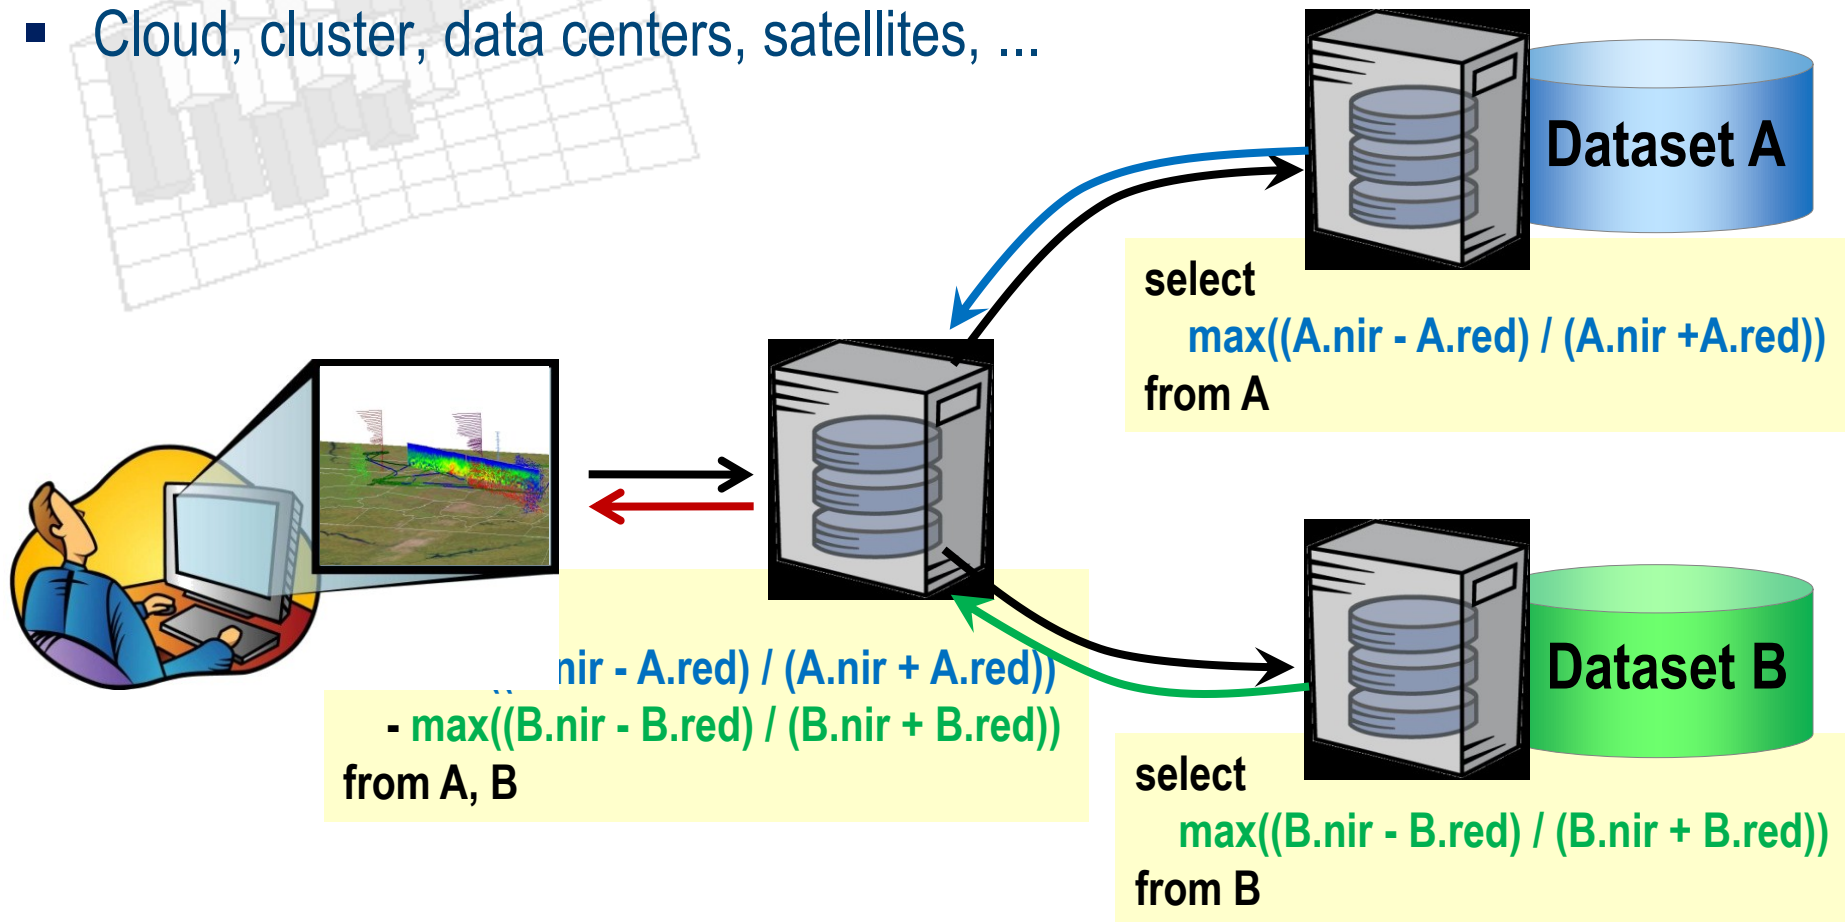 ▪ Cloud, cluster, data centers, satellites, ...
Dataset A
select
max((A.nir - A.red) / (A.nir +A.red))
from A
nir - A.red) / (A.nir + A.red))
- max((B.nir - B.red) / (B.nir + B.red))
from A, B
Dataset B
select
max((B.nir - B.red) / (B.nir + B.red))
from B